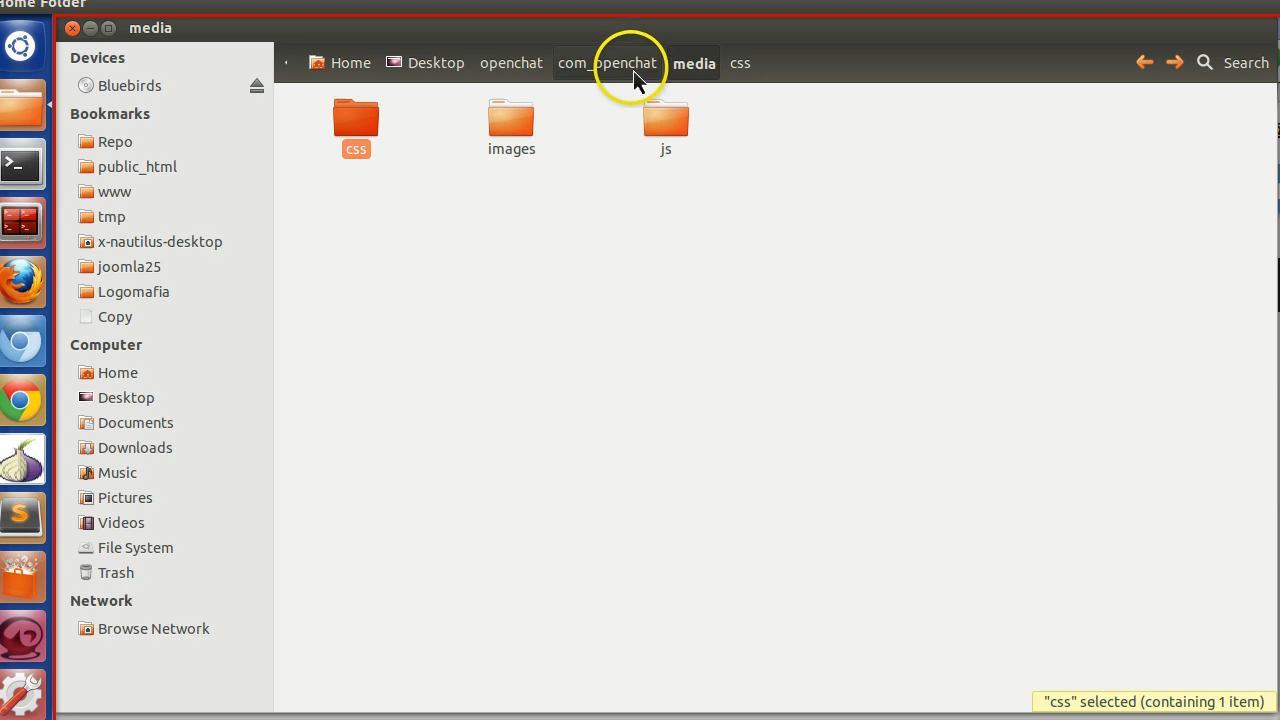 Home Folder
media
Devices
Bluebirds
Bookmarks
Repo
public_html
www
tmp
x-nautilus-desktop
joomla25
Logomafia
Copy
Computer
Home
Desktop
Documents
Downloads
Music
Pictures
Videos
File System
Trash
Network
Browse Network
Home Desktop openchat com_openchat media css Search
css images js
"css" selected (containing 1 item)